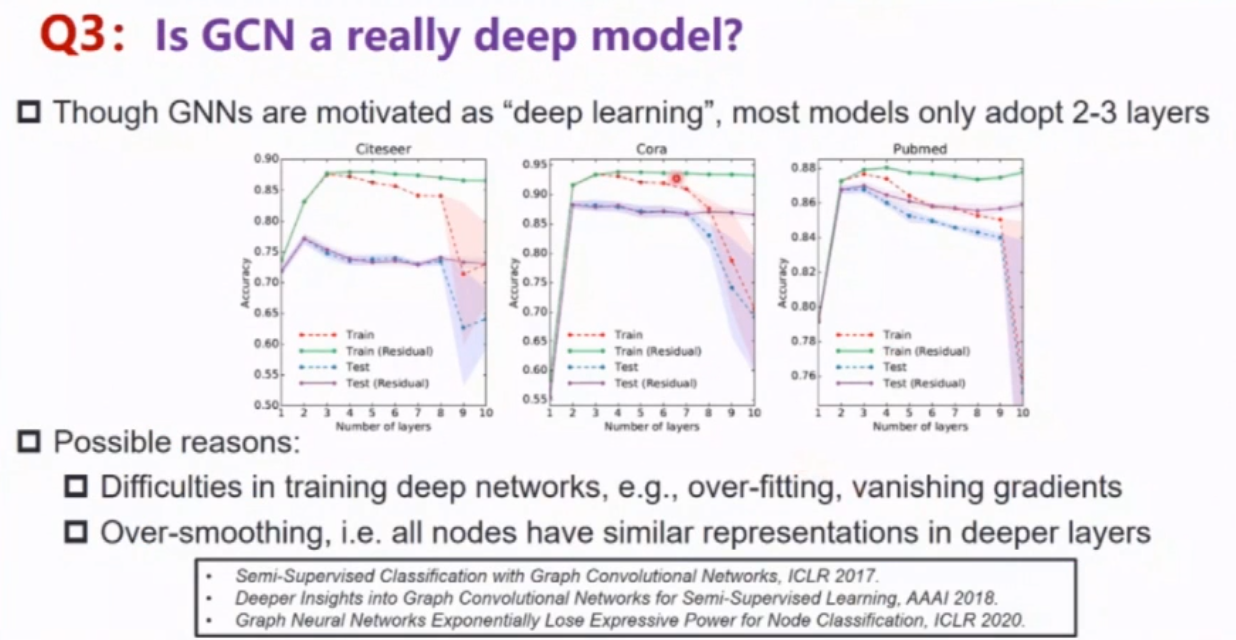 Q3: Is GCN a really deep model?
Though GNNs are motivated as “deep learning”, most models only adopt 2-3 layers
Citeseer
0.90
0.85
0.80
0.75
0.70
0.65
0.60
0.55
0.50
Accuracy
Train
Train (Residual)
Test
Test (Residual)
1 2 3 4 5 6 7 8 9 10
Number of layers
Cora
0.95
0.90
0.85
0.80
0.75
0.70
0.65
0.60
0.55
Accuracy
Train
Train (Residual)
Test
Test (Residual)
1 2 3 4 5 6 7 8 9 10
Number of layers
Pubmed
0.88
0.86
0.84
0.82
0.80
0.78
0.76
Accuracy
Train
Train (Residual)
Test
Test (Residual)
1 2 3 4 5 6 7 8 9 10
Number of layers
Possible reasons:
Difficulties in training deep networks, e.g., over-fitting, vanishing gradients
Over-smoothing, i.e. all nodes have similar representations in deeper layers
• Semi-Supervised Classification with Graph Convolutional Networks, ICLR 2017.
• Deeper Insights into Graph Convolutional Networks for Semi-Supervised Learning, AAAI 2018.
• Graph Neural Networks Exponentially Lose Expressive Power for Node Classification, ICLR 2020.